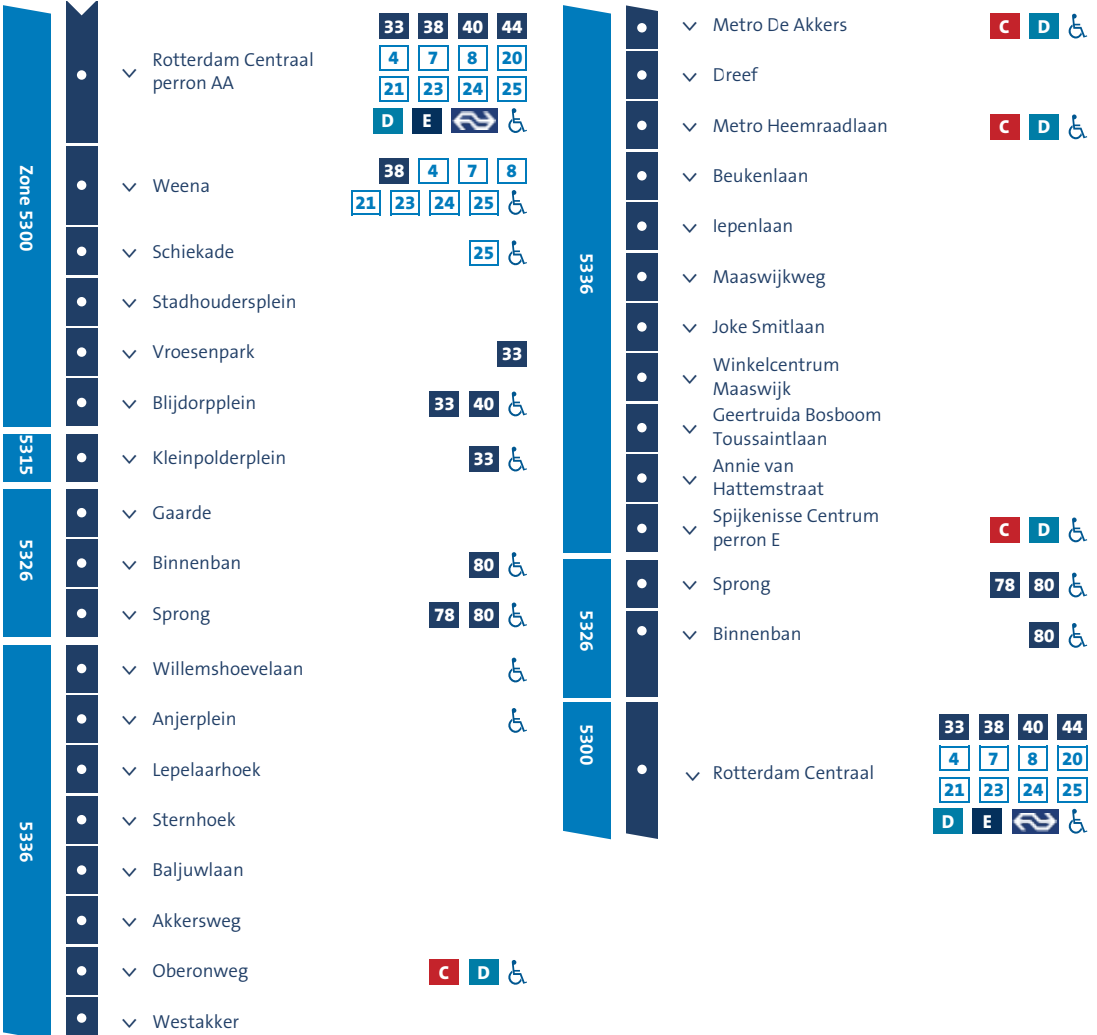 Zone 5300
Rotterdam Centraal
perron AA
33 38 40 44
4 7 8 20
21 23 24 25
D E
Weena
38 4 7 8
21 23 24 25
Schiekade 25
Stadhoudersplein
Vroesenpark 33
Blijdorpplein 33 40
5315
Kleinpolderplein 33
5326
Gaarde
Binnenban 80
Sprong 78 80
5336
Willemshoevelaan
Anjerplein
Lepelaarhoek
Sternhoek
Baljuwlaan
Akkersweg
Oberonweg C D
Westakker
5336
Metro De Akkers C D
Dreef
Metro Heemraadlaan C D
Beukenlaan
Iepenlaan
Maaswijkweg
Joke Smitlaan
Winkelcentrum
Maaswijk
Geertruida Bosboom
Toussaintlaan
Annie van
Hattemstraat
Spijkenisse Centrum
perron E
C D
5326
Sprong 78 80
Binnenban 80
5300
Rotterdam Centraal
33 38 40 44
4 7 8 20
21 23 24 25
D E